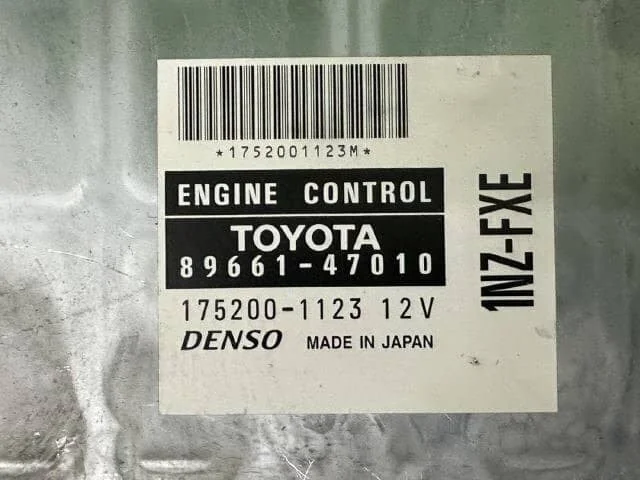 *1752001123M*
ENGINE CONTROL
TOYOTA
89661-47010
175200-1123 12V
DENSO MADE IN JAPAN
1NZ-FXE